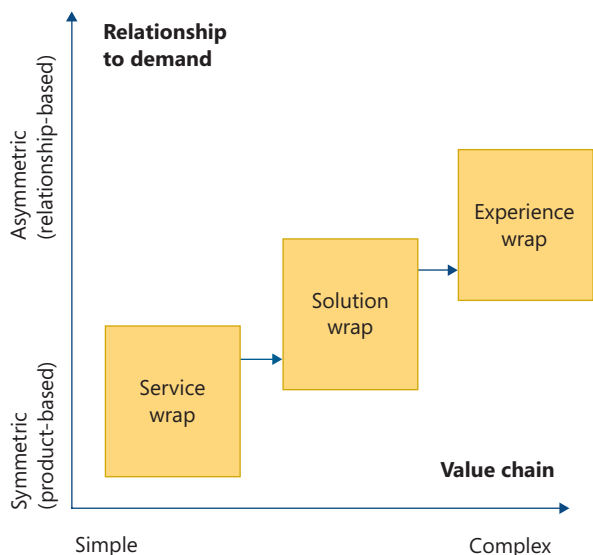 Relationship
to demand
Asymmetric
(relationship-based)
Experience
wrap
Solution
wrap
Service
wrap
Symmetric
(product-based)
Value chain
Simple
Complex